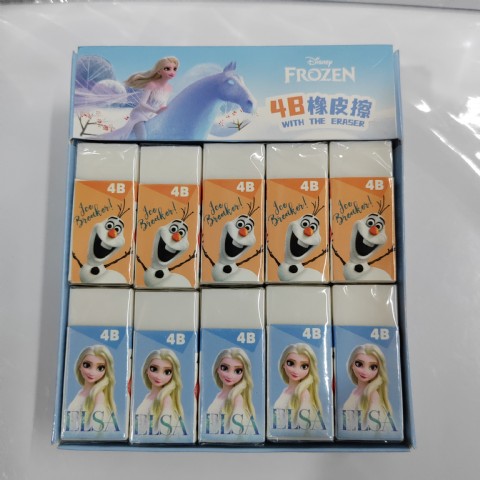 Disney
FROZEN
4B橡皮擦
WITH THE ERASER
4B
Ice
Breaker!
4B
Ice
Breaker!
4B
Ice
Breaker!
4B
Ice
Breaker!
4B
Ice
Breaker!
4B
ELSA
4B
ELSA
4B
ELSA
4B
ELSA
4B
ELSA